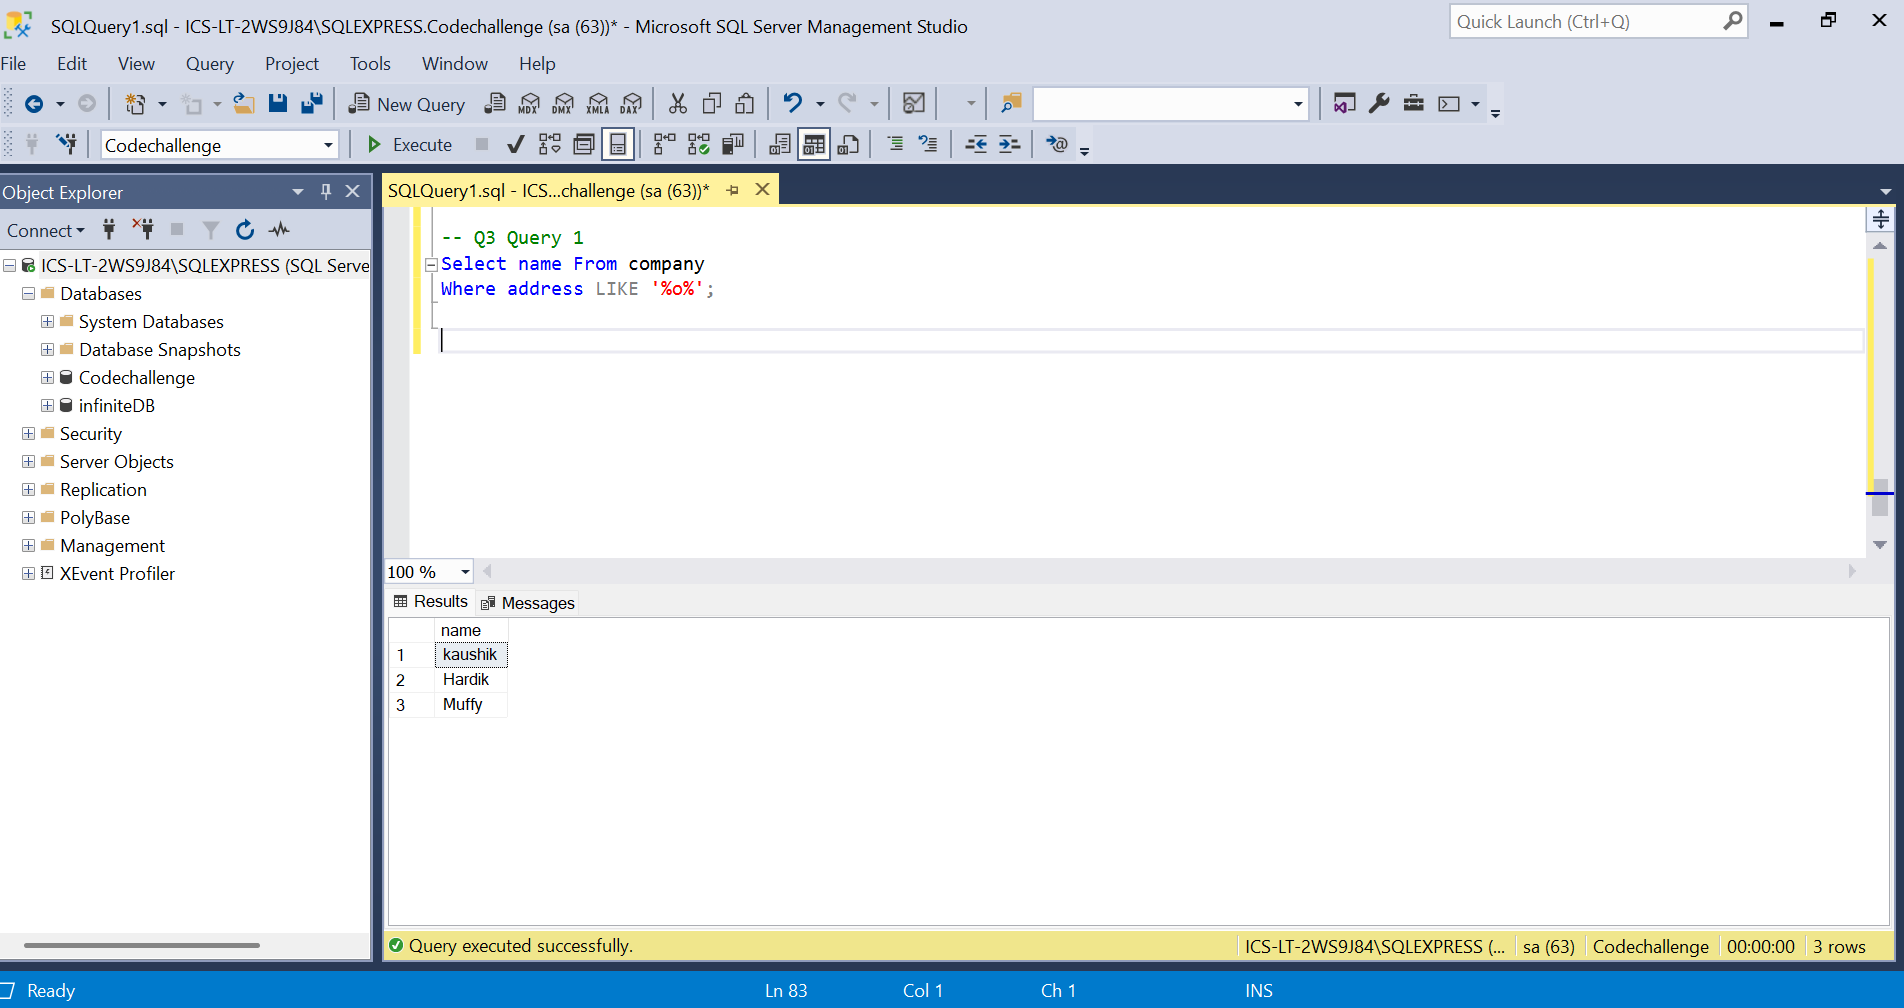 SQLQuery1.sql - ICS-LT-2WS9J84\SQLEXPRESS.Codechallenge (sa (63))* - Microsoft SQL Server Management Studio
Quick Launch (Ctrl+Q)
File Edit View Query Project Tools Window Help
New Query MDX DMX XMLA DAX
Codechallenge Execute
Object Explorer
SQLQuery1.sql - ICS...challenge (sa (63))*
Connect
ICS-LT-2WS9J84\SQLEXPRESS (SQL Serve
Databases
System Databases
Database Snapshots
Codechallenge
infiniteDB
Security
Server Objects
Replication
PolyBase
Management
XEvent Profiler
-- Q3 Query 1
Select name From company
Where address LIKE '%o%';
100 %
Results Messages
name
1 kaushik
2 Hardik
3 Muffy
Query executed successfully. ICS-LT-2WS9J84\SQLEXPRESS (... sa (63) Codechallenge 00:00:00 3 rows
Ready Ln 83 Col 1 Ch 1 INS